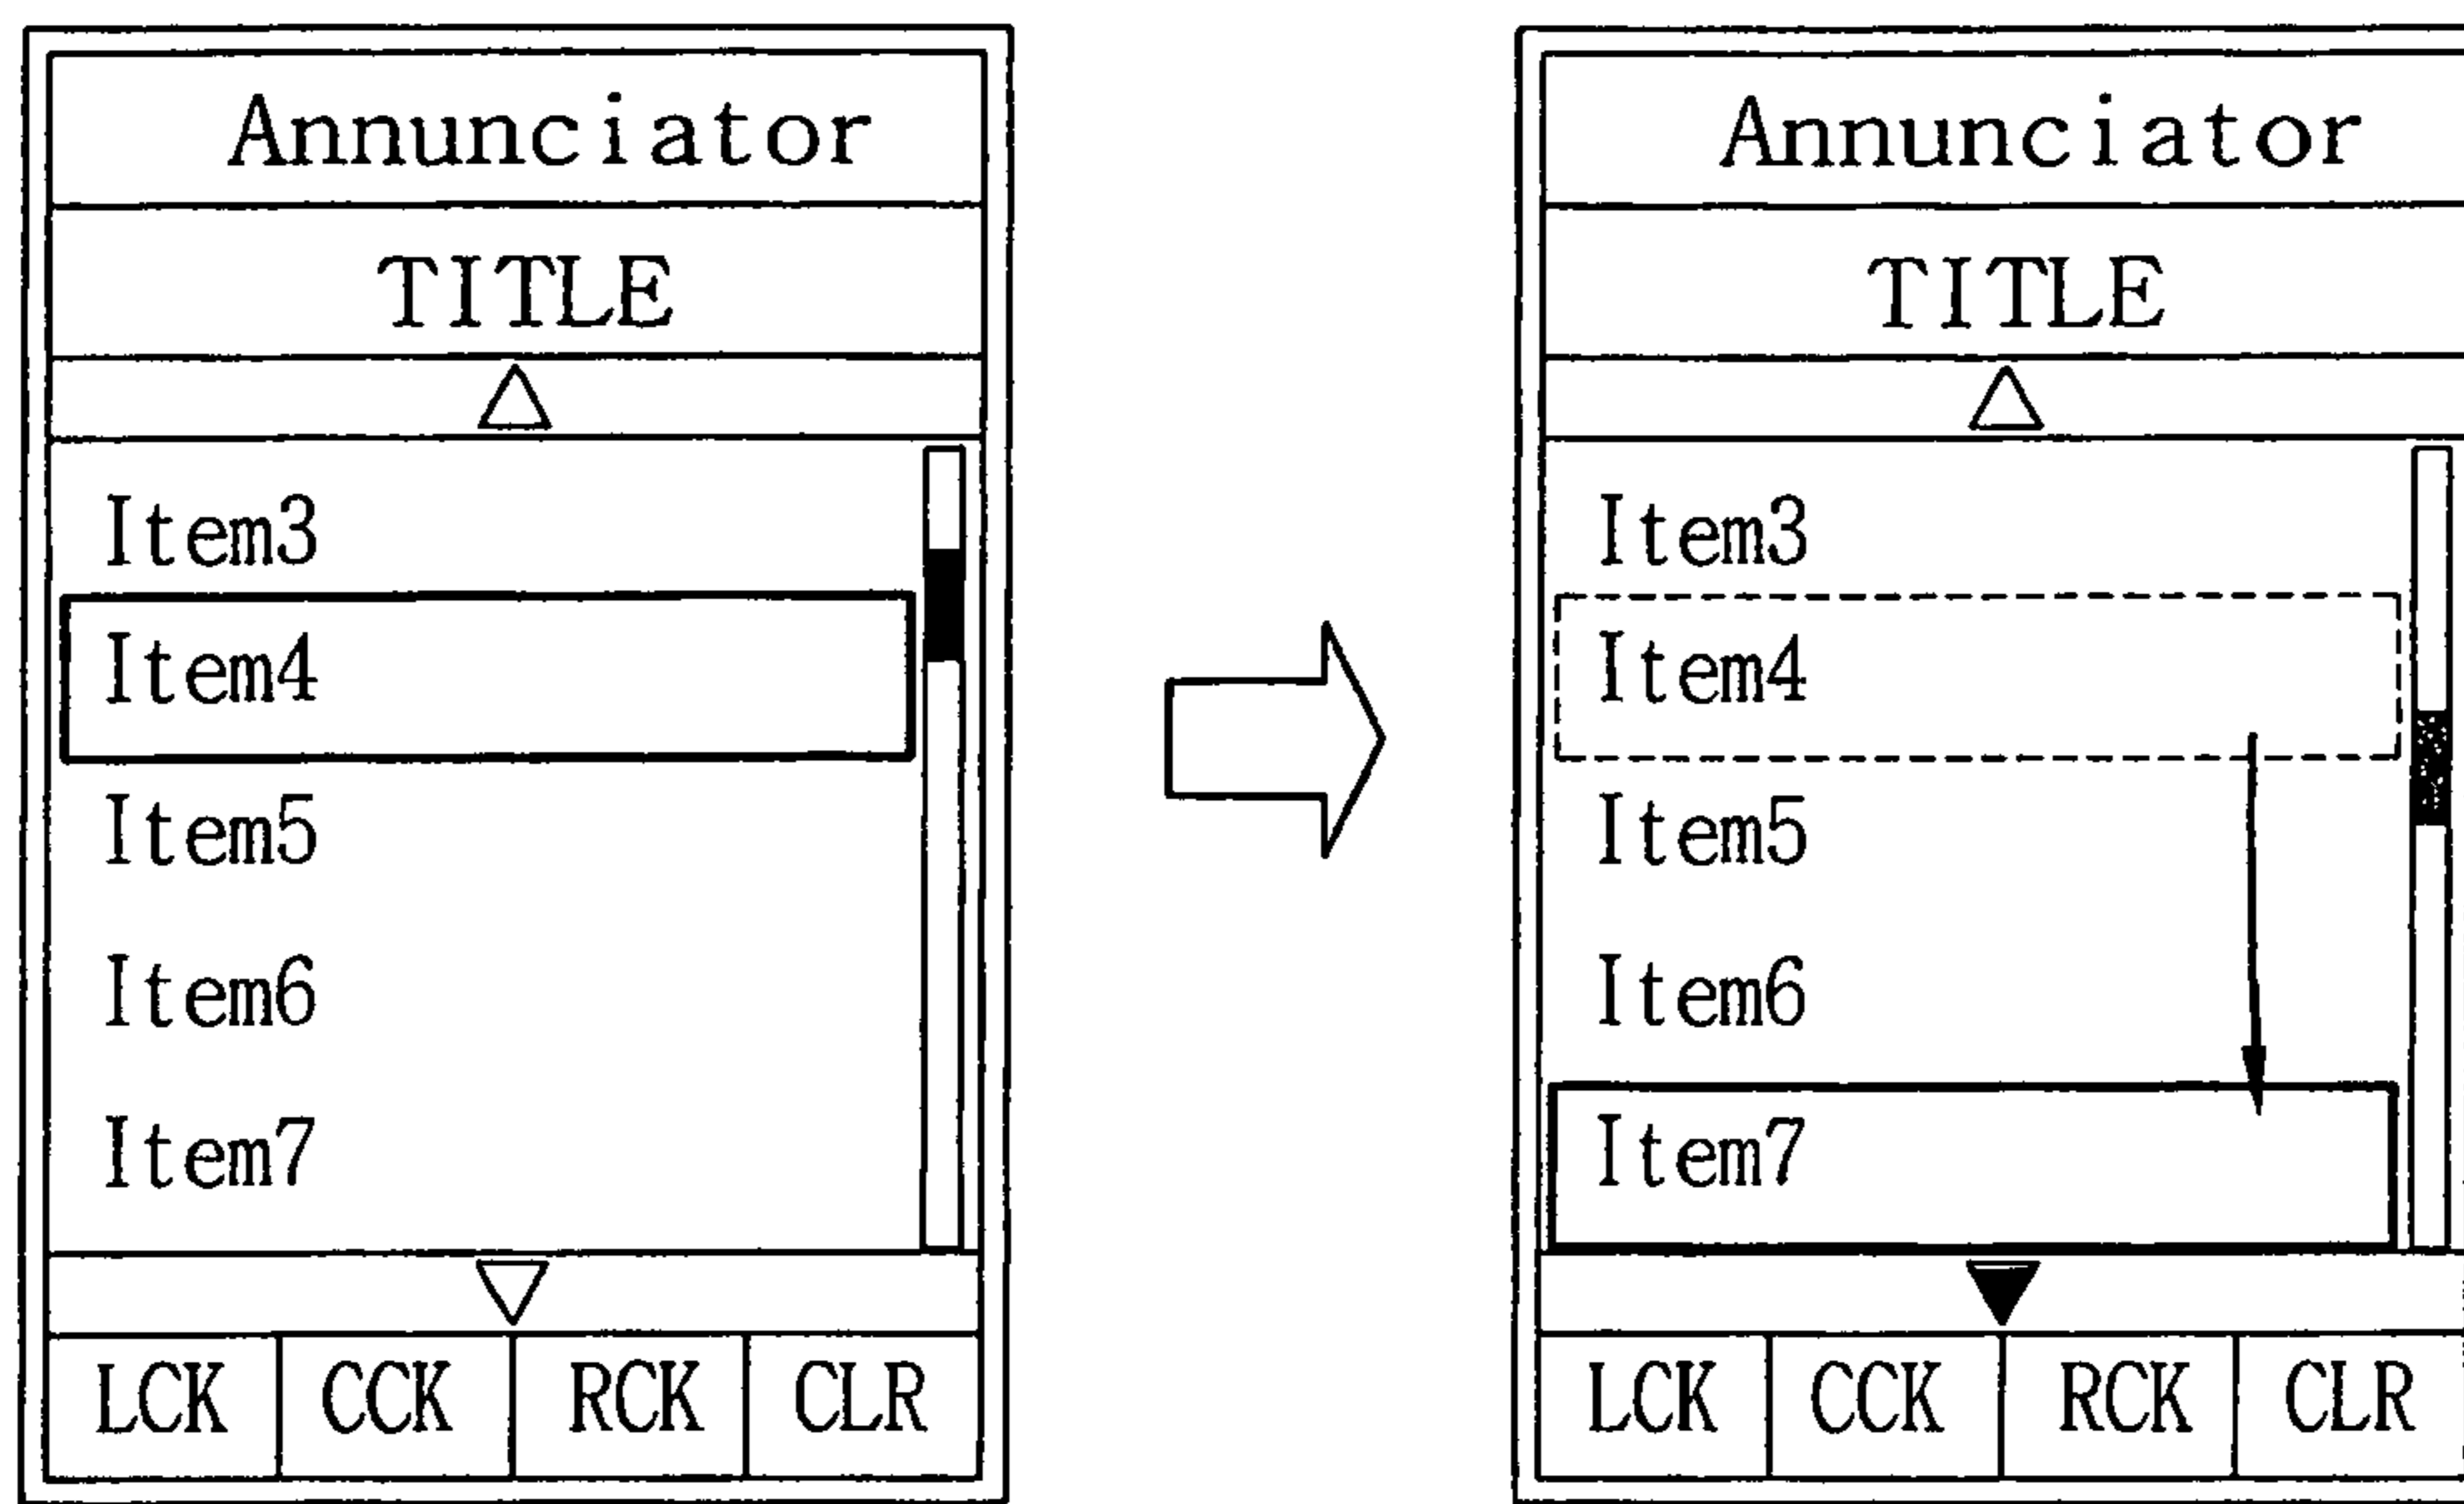 Annunciator
TITLE
Item3
Item4
Item5
Item6
Item7
LCK CCK RCK CLR
Annunciator
TITLE
Item3
Item4
Item5
Item6
Item7
LCK CCK RCK CLR